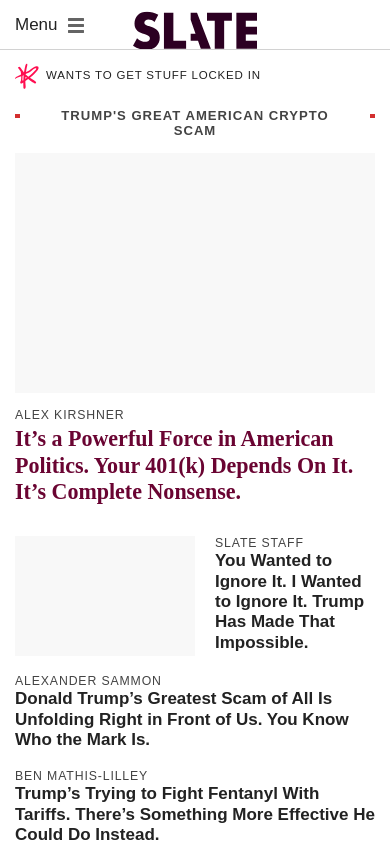 Menu
SLATE
WANTS TO GET STUFF LOCKED IN
TRUMP'S GREAT AMERICAN CRYPTO
SCAM
ALEX KIRSHNER
It’s a Powerful Force in American
Politics. Your 401(k) Depends On It.
It’s Complete Nonsense.
SLATE STAFF
You Wanted to
Ignore It. I Wanted
to Ignore It. Trump
Has Made That
Impossible.
ALEXANDER SAMMON
Donald Trump’s Greatest Scam of All Is
Unfolding Right in Front of Us. You Know
Who the Mark Is.
BEN MATHIS-LILLEY
Trump’s Trying to Fight Fentanyl With
Tariffs. There’s Something More Effective He
Could Do Instead.